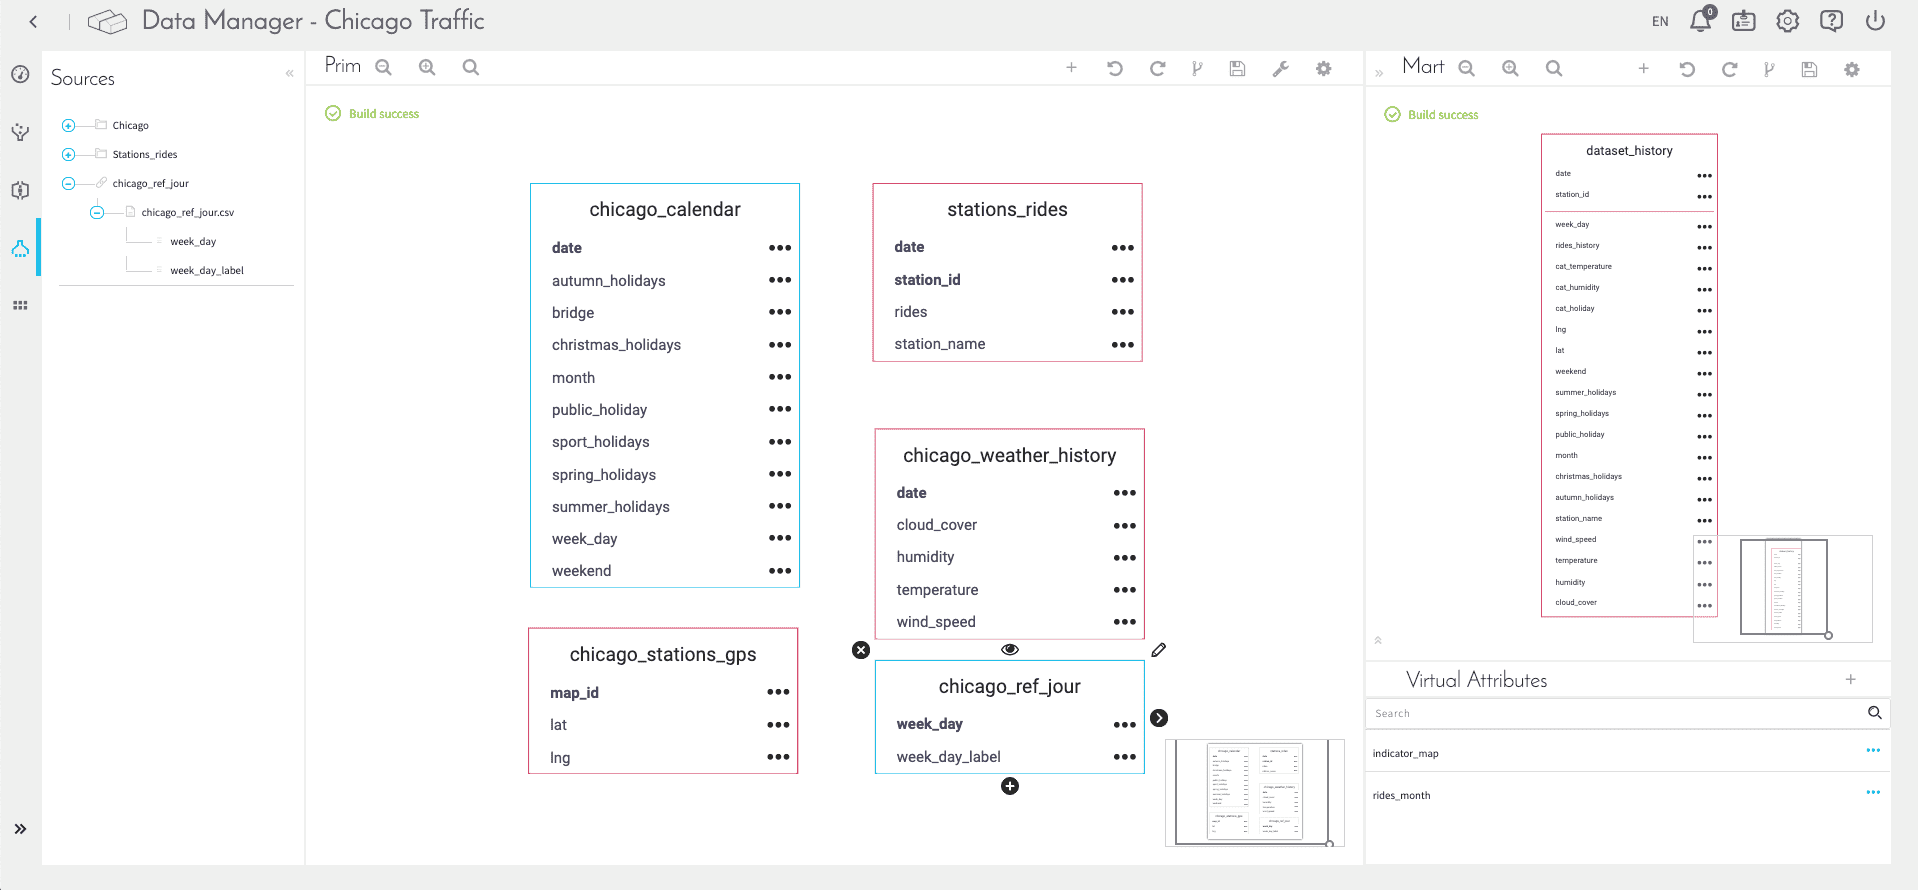 Data Manager - Chicago Traffic
EN
0
Sources
Chicago
Stations_rides
chicago_ref_jour
chicago_ref_jour.csv
week_day
week_day_label
Prim
Build success
chicago_calendar
date
autumn_holidays
bridge
christmas_holidays
month
public_holiday
sport_holidays
spring_holidays
summer_holidays
week_day
weekend
stations_rides
date
station_id
rides
station_name
chicago_weather_history
date
cloud_cover
humidity
temperature
wind_speed
chicago_stations_gps
map_id
lat
lng
chicago_ref_jour
week_day
week_day_label
Mart
Build success
dataset_history
date
station_id
week_day
rides_history
cat_temperature
cat_humidity
cat_holiday
lng
lat
weekend
summer_holidays
spring_holidays
public_holiday
month
christmas_holidays
autumn_holidays
station_name
wind_speed
temperature
humidity
cloud_cover
Virtual Attributes
Search
indicator_map
rides_month